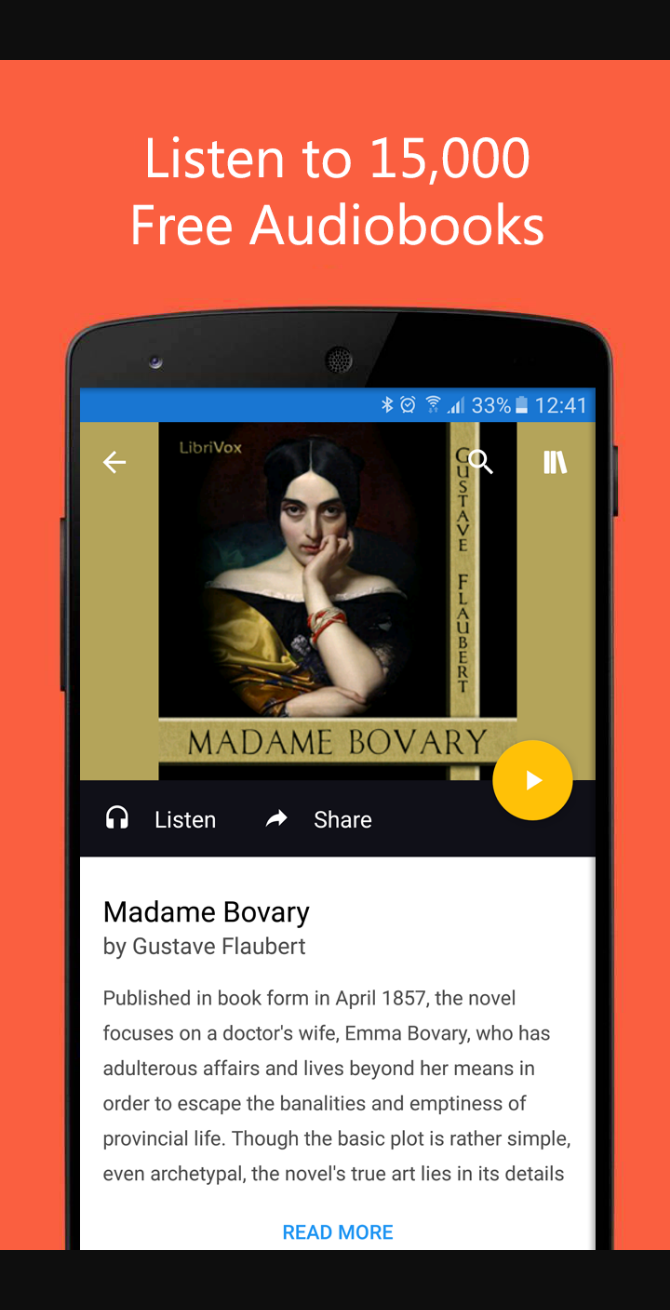 Listen to 15,000
Free Audiobooks
33% 12:41
LibriVox
GUSTAVE FLAUBERT
MADAME BOVARY
Listen Share
Madame Bovary
by Gustave Flaubert
Published in book form in April 1857, the novel
focuses on a doctor's wife, Emma Bovary, who has
adulterous affairs and lives beyond her means in
order to escape the banalities and emptiness of
provincial life. Though the basic plot is rather simple,
even archetypal, the novel's true art lies in its details
READ MORE